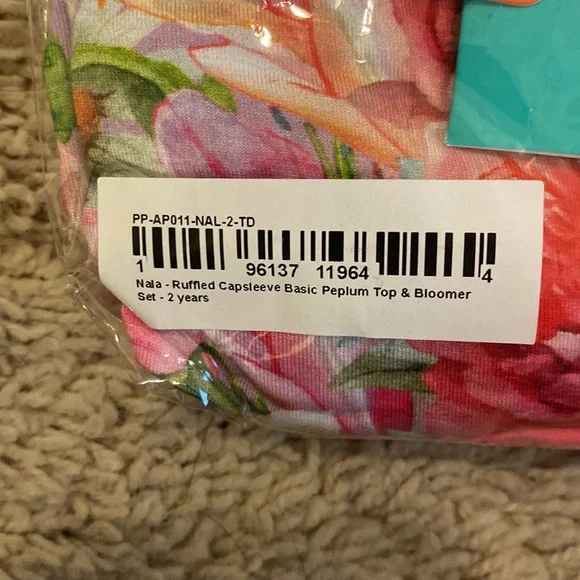 PP-AP011-NAL-2-TD
1 96137 11964 4
Nala - Ruffled Capsleeve Basic Peplum Top & Bloomer
Set - 2 years